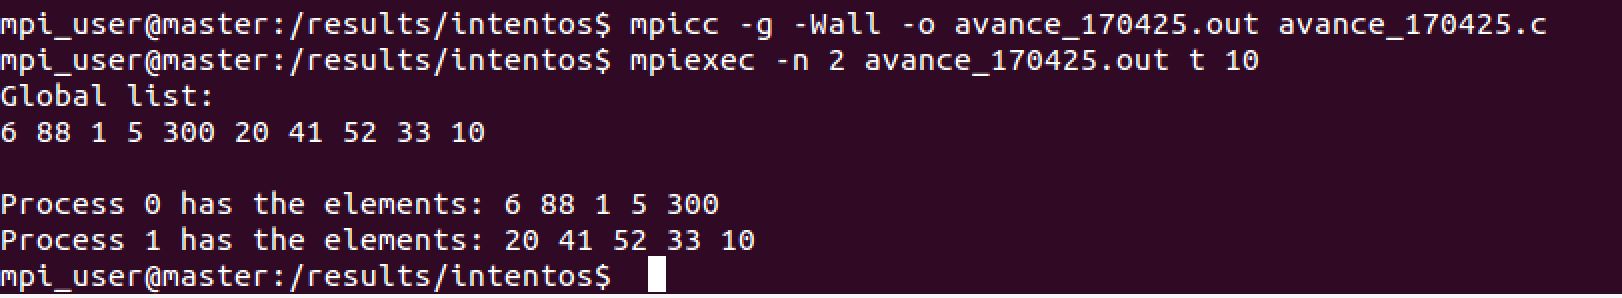 mpi_user@master:/results/intentos$ mpicc -g -Wall -o avance_170425.out avance_170425.c
mpi_user@master:/results/intentos$ mpiexec -n 2 avance_170425.out t 10
Global list:
6 88 1 5 300 20 41 52 33 10
Process 0 has the elements: 6 88 1 5 300
Process 1 has the elements: 20 41 52 33 10
mpi_user@master:/results/intentos$